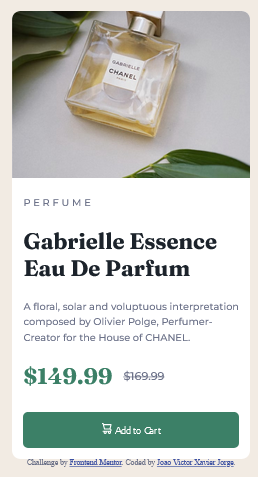 GABRIELLE
CHANEL
PARIS
PERFUME
Gabrielle Essence
Eau De Parfum
A floral, solar and voluptuous interpretation
composed by Olivier Polge, Perfumer-
Creator for the House of CHANEL.
$149.99 $169.99
Add to Cart
Challenge by Frontend Mentor. Coded by Joao Victor Xavier Jorge.